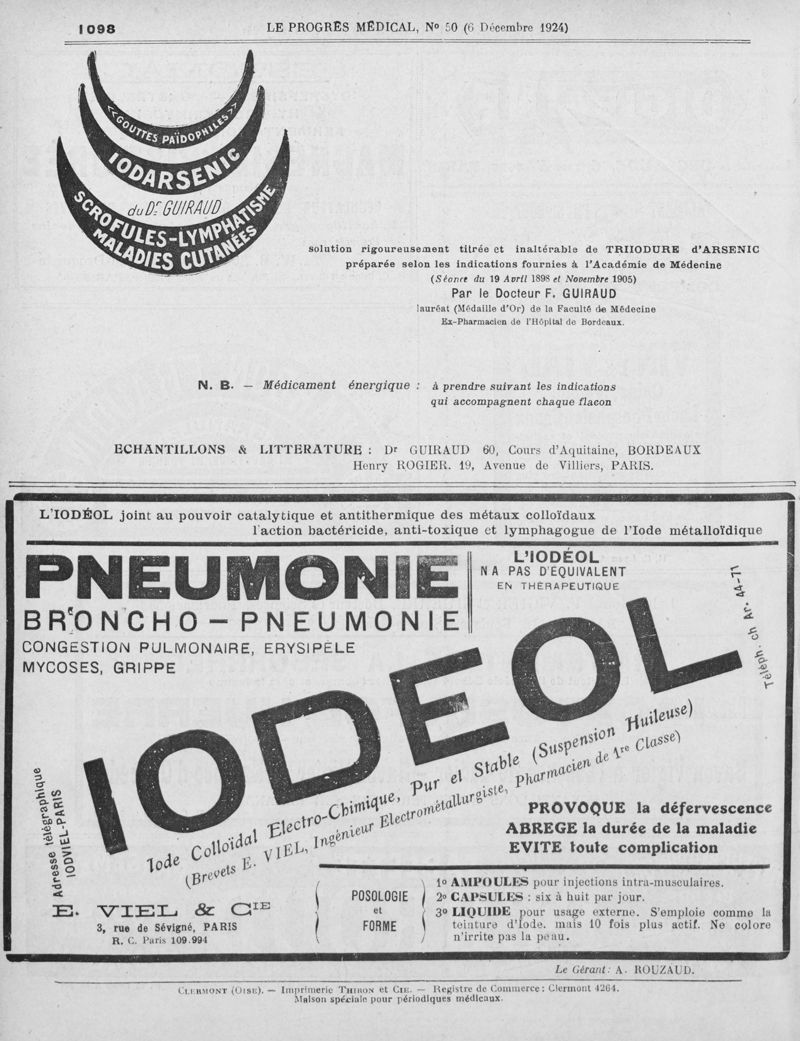 1098
LE PROGRÈS MÉDICAL, No 50 (6 Décembre 1924)
<<GOUTTES PAÏDOPHILES>>
IODARSENIC
du Dr GUIRAUD
SCROFULES-LYMPHATISME
MALADIES CUTANÉES
solution rigoureusement titrée et inaltérable de TRIIODURE d'ARSENIC
préparée selon les indications fournies à l'Académie de Médecine
(Séance du 19 Avril 1898 et Novembre 1905)
Par le Docteur F. GUIRAUD
lauréat (Médaille d'Or) de la Faculté de Médecine
Ex-Pharmacien de l'Hôpital de Bordeaux.
N. B. — Médicament énergique : à prendre suivant les indications
qui accompagnent chaque flacon
ECHANTILLONS & LITTERATURE : Dr GUIRAUD 60, Cours d'Aquitaine, BORDEAUX
Henry ROGIER. 19, Avenue de Villiers, PARIS.
L'IODÉOL joint au pouvoir catalytique et antithermique des métaux colloïdaux
l'action bactéricide, anti-toxique et lymphagogue de l'Iode métalloïdique
PNEUMONIE
BRONCHO-PNEUMONIE
CONGESTION PULMONAIRE, ERYSIPÈLE
MYCOSES, GRIPPE
L'IODÉOL
N A PAS D'ÉQUIVALENT
EN THÉRAPEUTIQUE
Téléph. ch Ar. 44-71
IODEOL
Iode Colloïdal Electro-Chimique, Pur et Stable (Suspension Huileuse)
(Brevets E. VIEL, Ingénieur Electrométallurgiste, Pharmacien de 1re Classe)
Adresse télégraphique
IODVIEL-PARIS
PROVOQUE la défervescence
ABREGE la durée de la maladie
EVITE toute complication
E. VIEL & CIE
3, rue de Sévigné, PARIS
R. C. Paris 109.994
POSOLOGIE
et
FORME
1o AMPOULES pour injections intra-musculaires.
2o CAPSULES : six à huit par jour.
3o LIQUIDE pour usage externe. S'emploie comme la
teinture d'Iode. mais 10 fois plus actif. Ne colore
n'irrite pas la peau.
Le Gérant : A. ROUZAUD.
CLERMONT (OISE). — Imprimerie THIRON et CIE. — Registre de Commerce : Clermont 4264.
Maison spéciale pour périodiques médicaux.